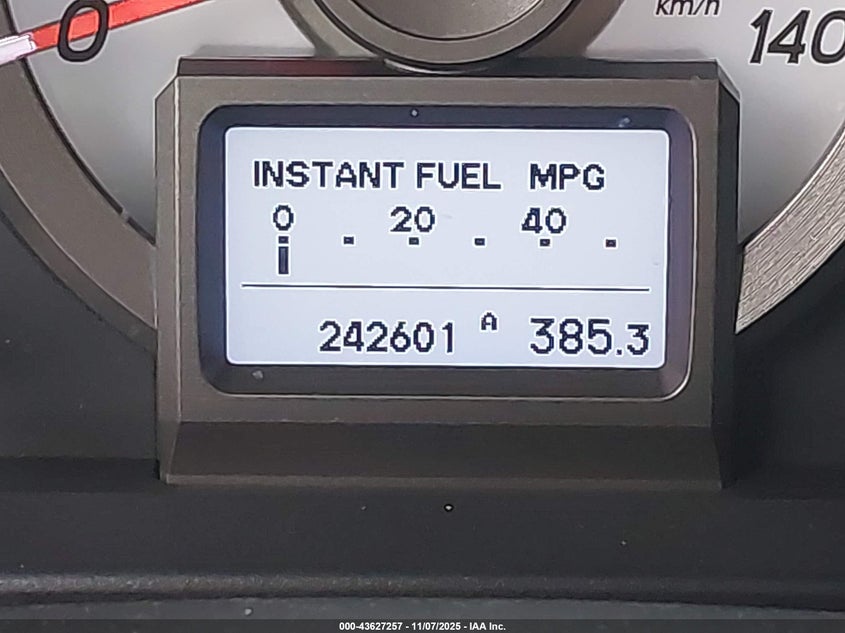 km/h
0
140
INSTANT FUEL MPG
0 20 40
242601 A 385.3
000-43627257 - 11/07/2025 - IAA Inc.